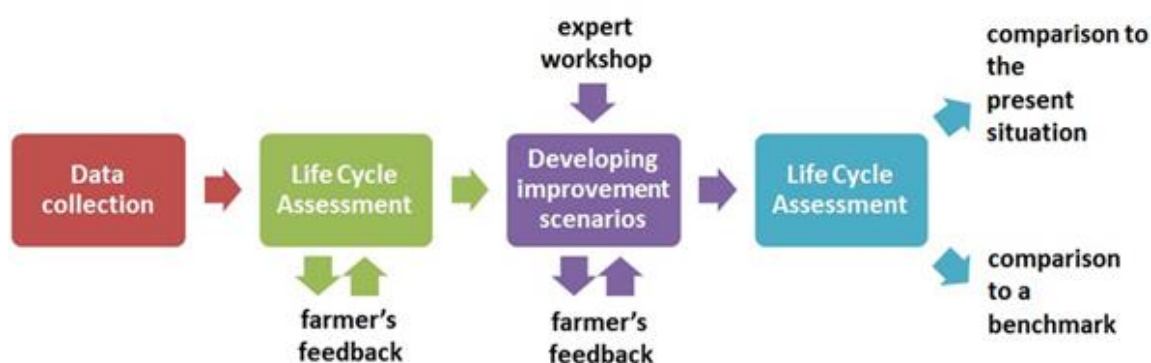 Data
collection
Life Cycle
Assessment
farmer's
feedback
expert
workshop
Developing
improvement
scenarios
farmer's
feedback
Life Cycle
Assessment
comparison to
the
present
situation
comparison
to a
benchmark